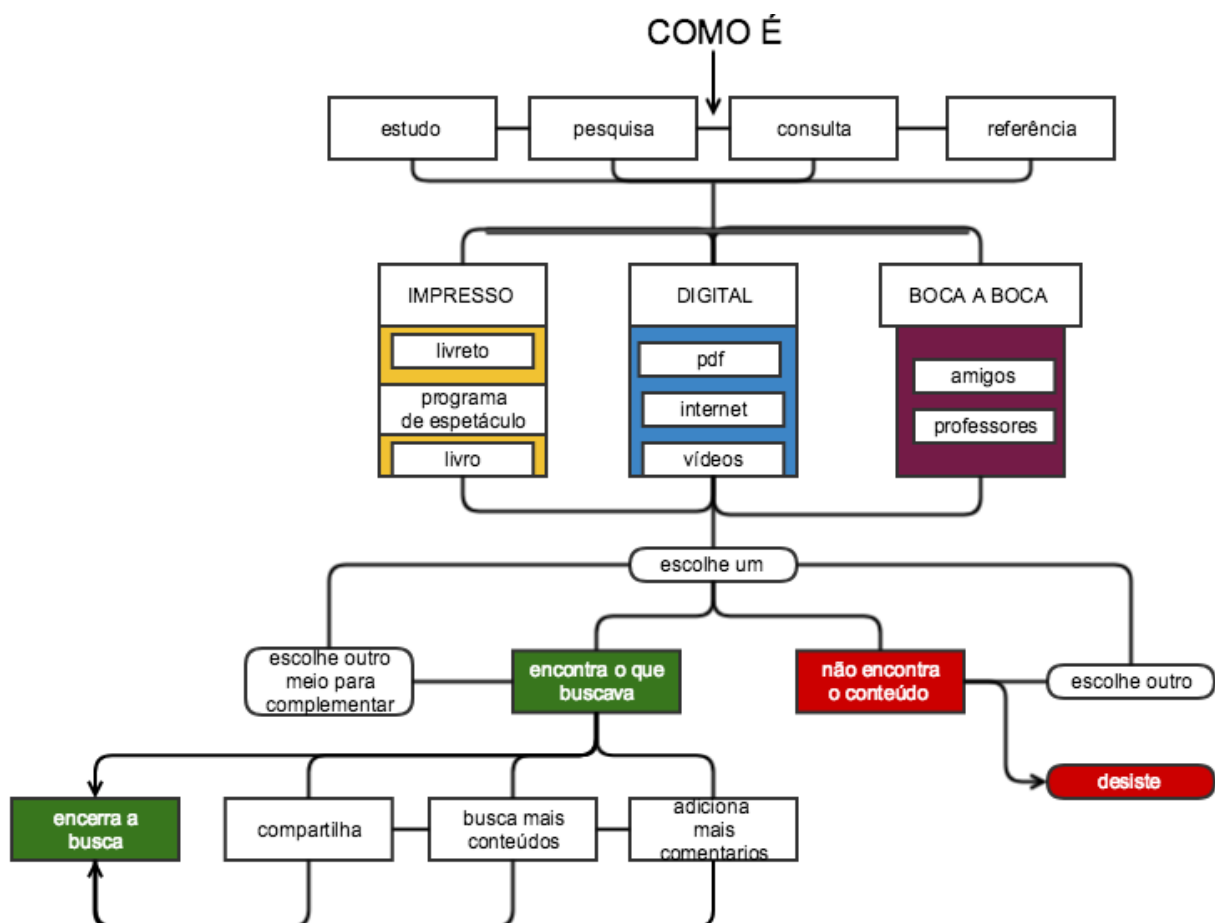 COMO É
estudo
pesquisa
consulta
referência
IMPRESSO
livreto
programa
de espetáculo
livro
DIGITAL
pdf
internet
vídeos
BOCA A BOCA
amigos
professores
escolhe um
escolhe outro
meio para
complementar
encontra o que
buscava
não encontra
o conteúdo
escolhe outro
desiste
encerra a
busca
compartilha
busca mais
conteúdos
adiciona
mais
comentarios